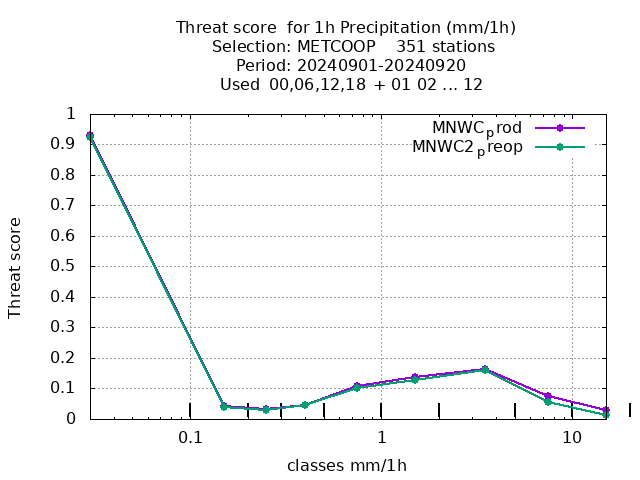 Threat score  for 1h Precipitation (mm/1h)
Selection: METCOOP    351 stations
Period: 20240901-20240920
Used  00,06,12,18  + 01 02 ... 12
MNWCprod
MNWC2preop
1
0.9
0.8
0.7
0.6
0.5
0.4
0.3
0.2
0.1
0
Threat score
0.1 1 10
classes mm/1h